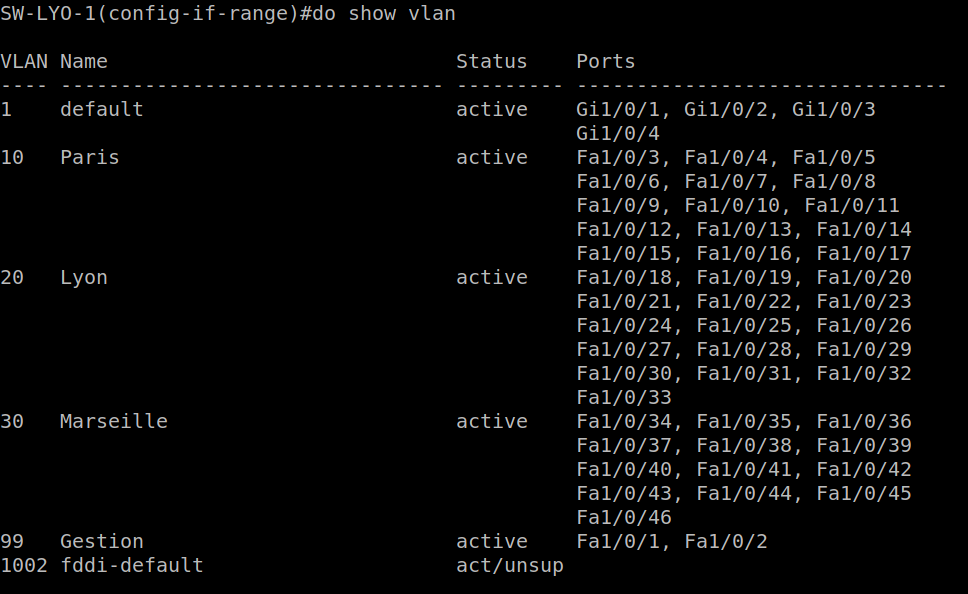 SW-LYO-1(config-if-range)#do show vlan
VLAN Name                             Status    Ports
---- -------------------------------- --------- -------------------------------
1    default                          active    Gi1/0/1, Gi1/0/2, Gi1/0/3
                                                Gi1/0/4
10   Paris                            active    Fa1/0/3, Fa1/0/4, Fa1/0/5
                                                Fa1/0/6, Fa1/0/7, Fa1/0/8
                                                Fa1/0/9, Fa1/0/10, Fa1/0/11
                                                Fa1/0/12, Fa1/0/13, Fa1/0/14
                                                Fa1/0/15, Fa1/0/16, Fa1/0/17
20   Lyon                             active    Fa1/0/18, Fa1/0/19, Fa1/0/20
                                                Fa1/0/21, Fa1/0/22, Fa1/0/23
                                                Fa1/0/24, Fa1/0/25, Fa1/0/26
                                                Fa1/0/27, Fa1/0/28, Fa1/0/29
                                                Fa1/0/30, Fa1/0/31, Fa1/0/32
                                                Fa1/0/33
30   Marseille                        active    Fa1/0/34, Fa1/0/35, Fa1/0/36
                                                Fa1/0/37, Fa1/0/38, Fa1/0/39
                                                Fa1/0/40, Fa1/0/41, Fa1/0/42
                                                Fa1/0/43, Fa1/0/44, Fa1/0/45
                                                Fa1/0/46
99   Gestion                          active    Fa1/0/1, Fa1/0/2
1002 fddi-default                     act/unsup